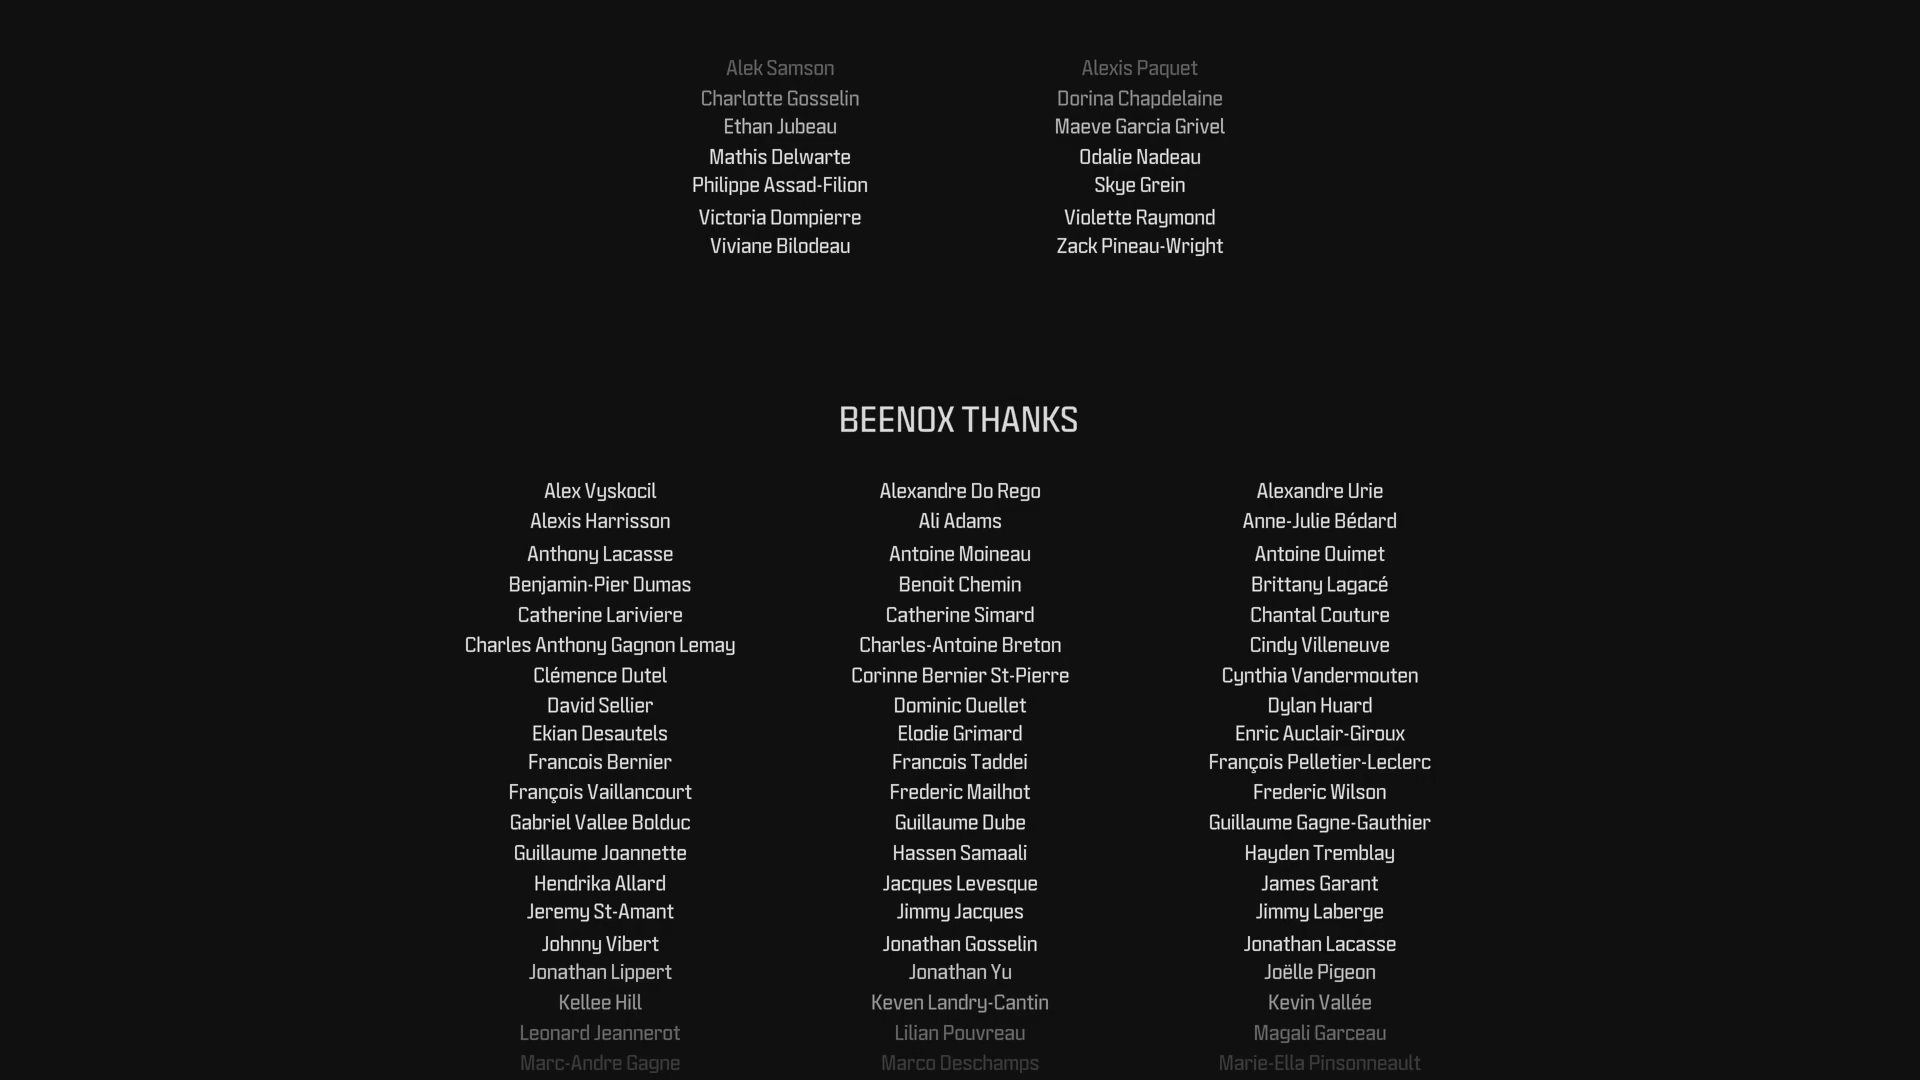 Alek Samson Alexis Paquet
Charlotte Gosselin Dorina Chapdelaine
Ethan Jubeau Maeve Garcia Grivel
Mathis Delwarte Odalie Nadeau
Philippe Assad-Filion Skye Grein
Victoria Dompierre Violette Raymond
Viviane Bilodeau Zack Pineau-Wright
BEENOX THANKS
Alex Vyskocil Alexandre Do Rego Alexandre Urie
Alexis Harrisson Ali Adams Anne-Julie Bédard
Anthony Lacasse Antoine Moineau Antoine Ouimet
Benjamin-Pier Dumas Benoit Chemin Brittany Lagacé
Catherine Lariviere Catherine Simard Chantal Couture
Charles Anthony Gagnon Lemay Charles-Antoine Breton Cindy Villeneuve
Clémence Dutel Corinne Bernier St-Pierre Cynthia Vandermouten
David Sellier Dominic Ouellet Dylan Huard
Ekian Desautels Elodie Grimard Enric Auclair-Giroux
Francois Bernier Francois Taddei François Pelletier-Leclerc
François Vaillancourt Frederic Mailhot Frederic Wilson
Gabriel Vallee Bolduc Guillaume Dube Guillaume Gagne-Gauthier
Guillaume Joannette Hassen Samaali Hayden Tremblay
Hendrika Allard Jacques Levesque James Garant
Jeremy St-Amant Jimmy Jacques Jimmy Laberge
Johnny Vibert Jonathan Gosselin Jonathan Lacasse
Jonathan Lippert Jonathan Yu Joëlle Pigeon
Kellee Hill Keven Landry-Cantin Kevin Vallée
Leonard Jeannerot Lilian Pouvreau Magali Garceau
Marc-Andre Gagne Marco Deschamps Marie-Ella Pinsonneault